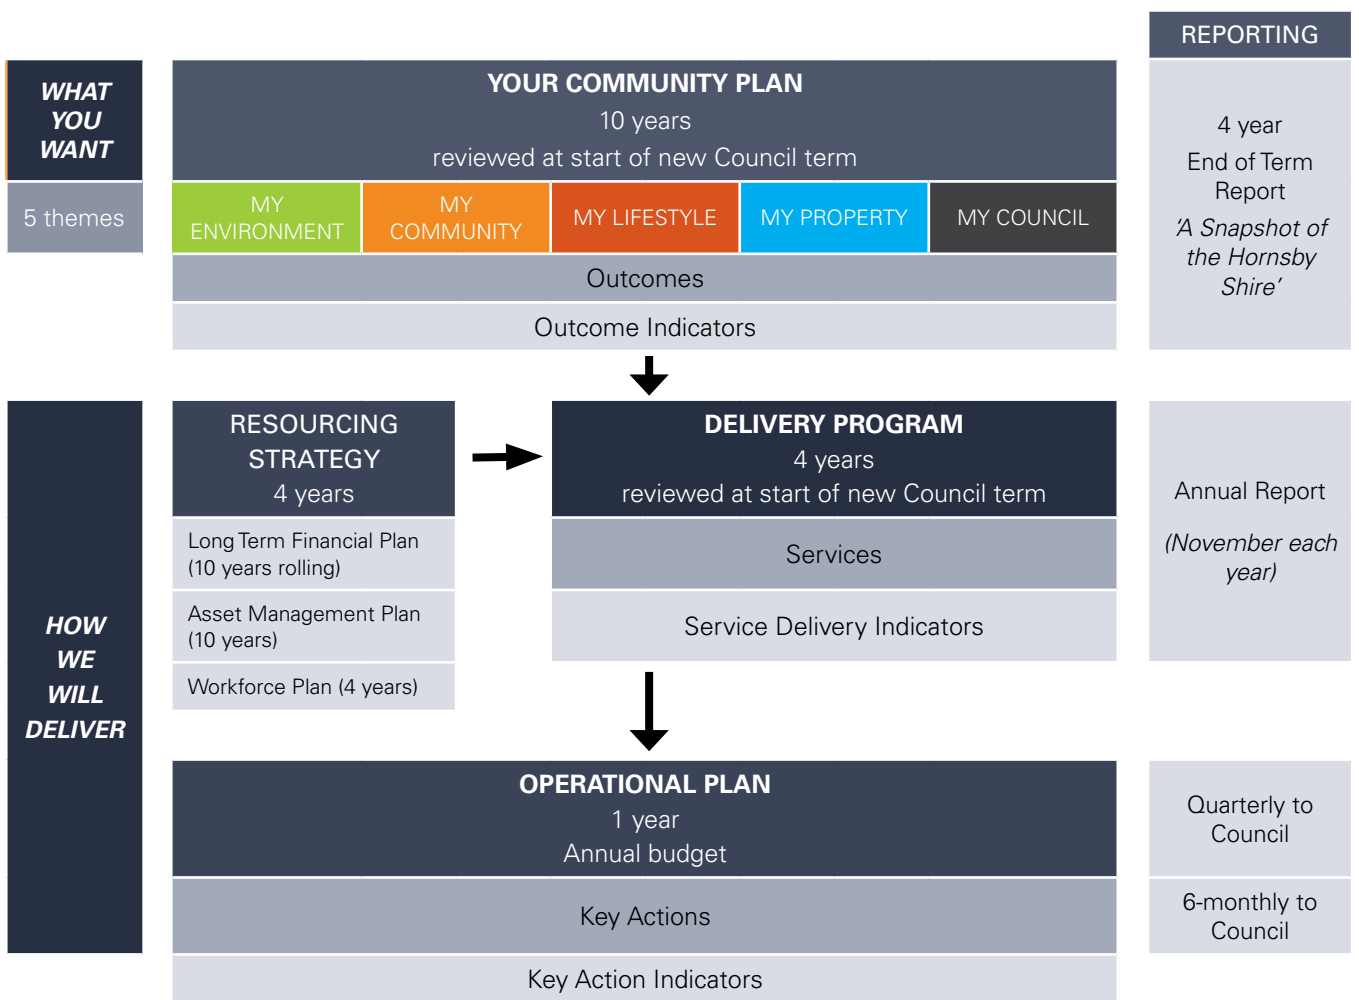 REPORTING
WHAT
YOU
WANT
YOUR COMMUNITY PLAN
10 years
reviewed at start of new Council term
4 year
End of Term
Report
‘A Snapshot of
the Hornsby
Shire’
5 themes
MY
ENVIRONMENT
MY
COMMUNITY
MY LIFESTYLE
MY PROPERTY
MY COUNCIL
Outcomes
Outcome Indicators
HOW
WE
WILL
DELIVER
RESOURCING
STRATEGY
4 years
Long Term Financial Plan
(10 years rolling)
Asset Management Plan
(10 years)
Workforce Plan (4 years)
DELIVERY PROGRAM
4 years
reviewed at start of new Council term
Services
Service Delivery Indicators
Annual Report
(November each
year)
OPERATIONAL PLAN
1 year
Annual budget
Quarterly to
Council
Key Actions
6-monthly to
Council
Key Action Indicators